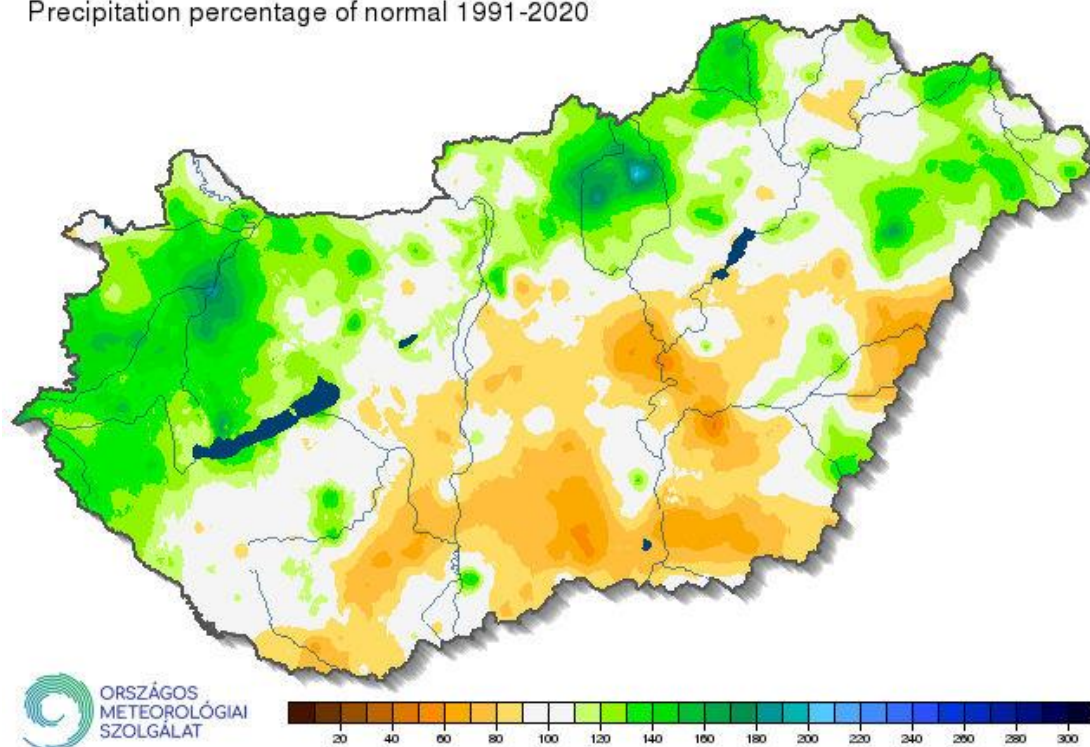 Precipitation percentage of normal 1991-2020
ORSZÁGOS
METEOROLÓGIAI
SZOLGÁLAT
20 40 60 80 100 120 140 160 180 200 220 240 260 280 300